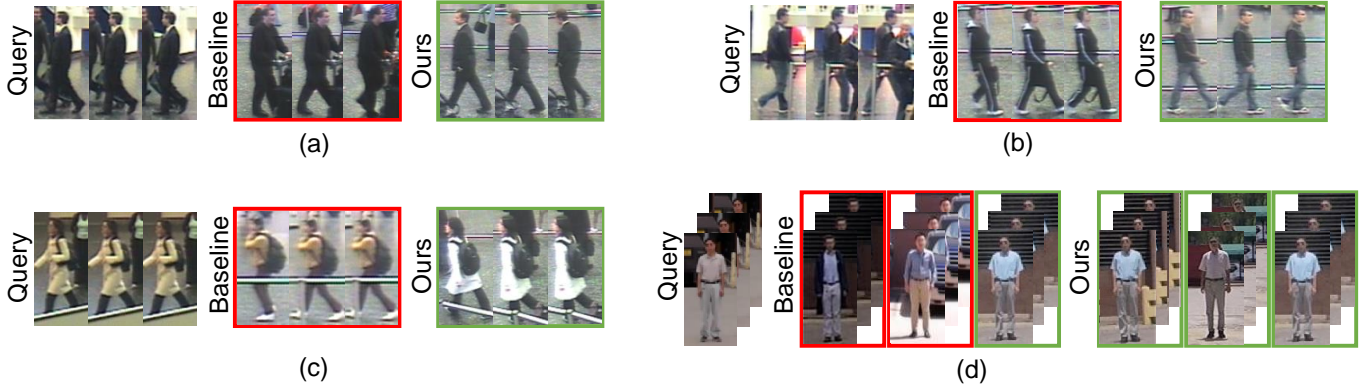 Query
Baseline
Ours
(a)
Query
Baseline
Ours
(b)
Query
Baseline
Ours
(c)
Query
Baseline
Ours
(d)